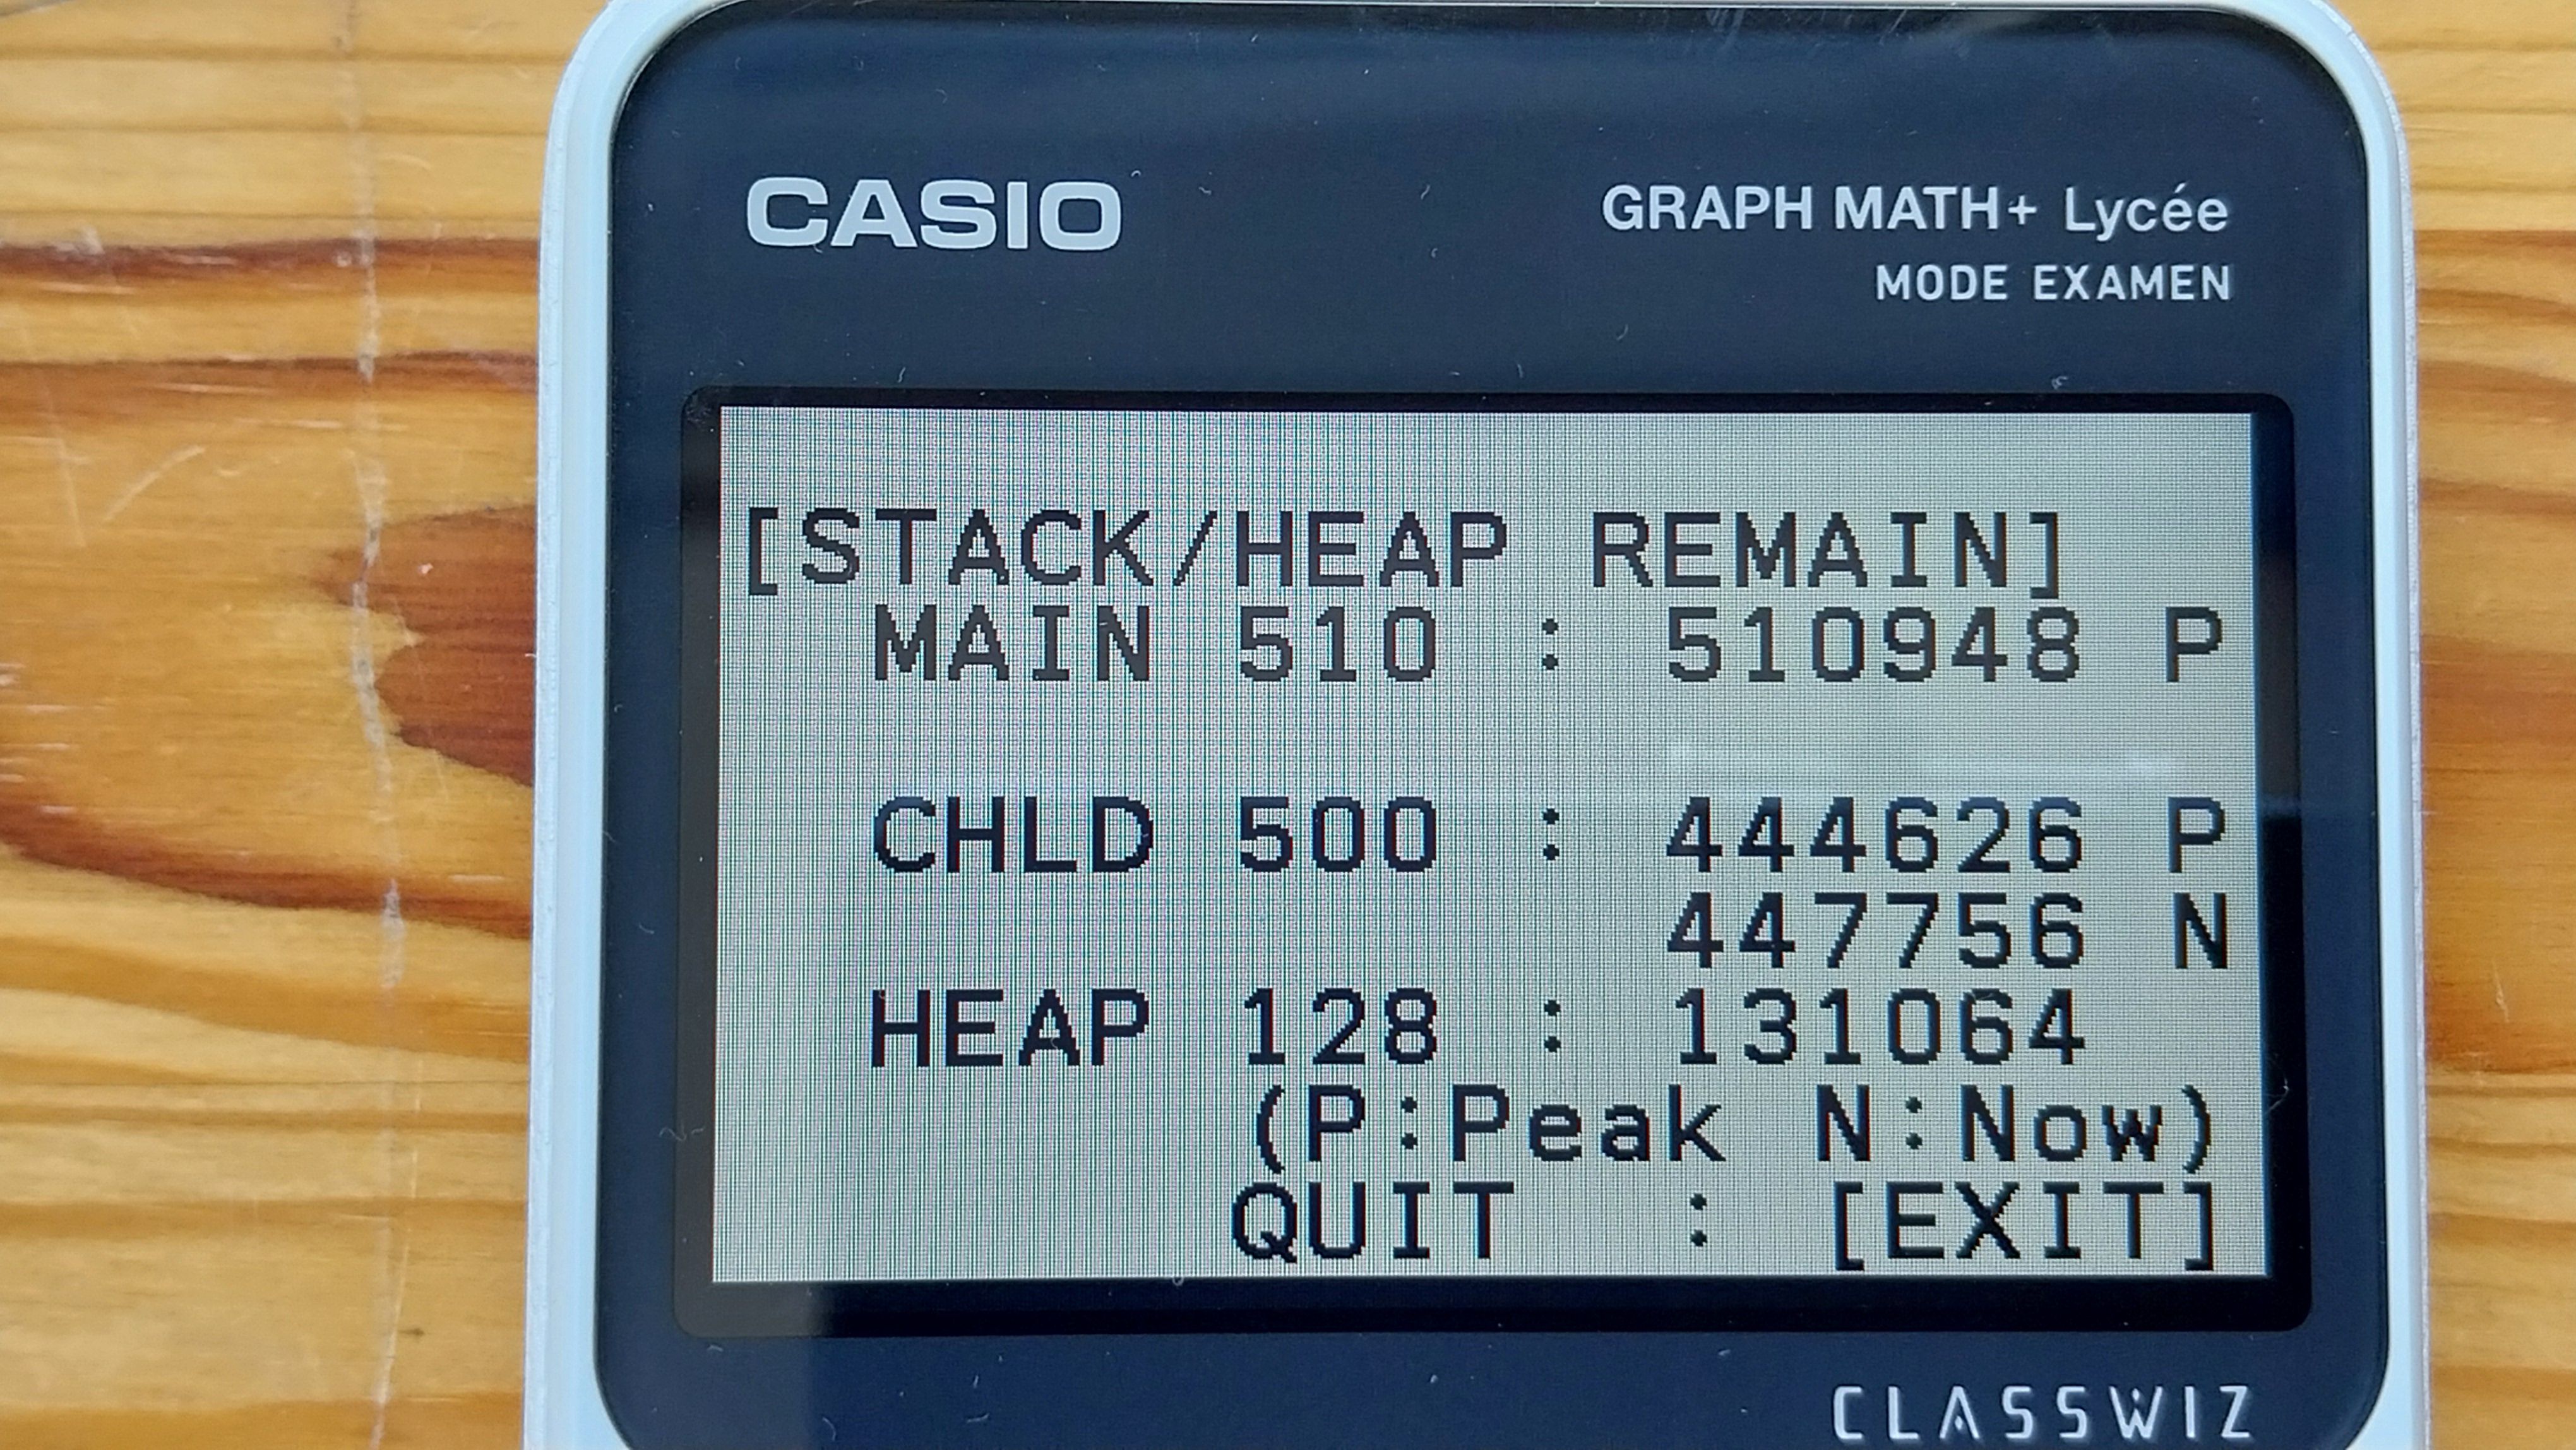 CASIO
GRAPH MATH+ Lycée
MODE EXAMEN
[STACK/HEAP REMAIN]
MAIN 510 : 510948 P
CHLD 500 : 444626 P
447756 N
HEAP 128 : 131064
(P:Peak N:Now)
QUIT : [EXIT]
CLASSWIZ